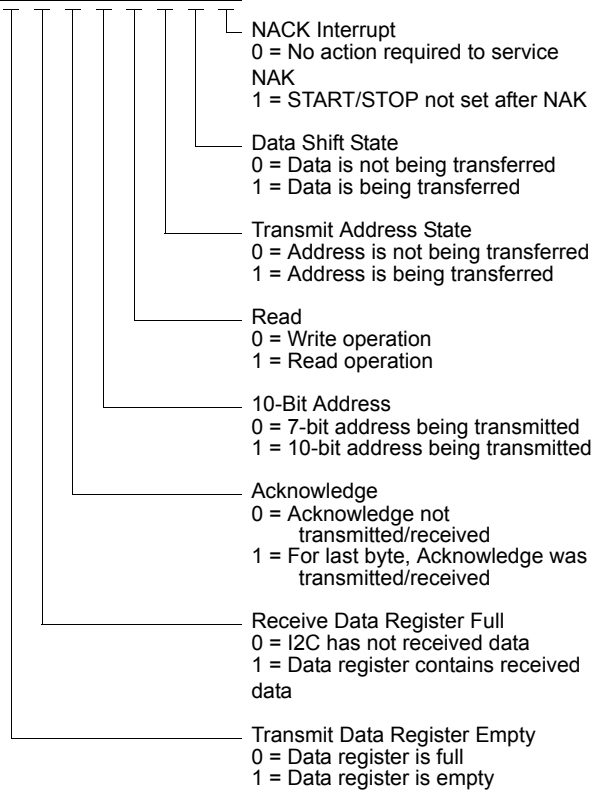 NACK Interrupt
0 = No action required to service
NAK
1 = START/STOP not set after NAK
Data Shift State
0 = Data is not being transferred
1 = Data is being transferred
Transmit Address State
0 = Address is not being transferred
1 = Address is being transferred
Read
0 = Write operation
1 = Read operation
10-Bit Address
0 = 7-bit address being transmitted
1 = 10-bit address being transmitted
Acknowledge
0 = Acknowledge not
transmitted/received
1 = For last byte, Acknowledge was
transmitted/received
Receive Data Register Full
0 = I2C has not received data
1 = Data register contains received
data
Transmit Data Register Empty
0 = Data register is full
1 = Data register is empty